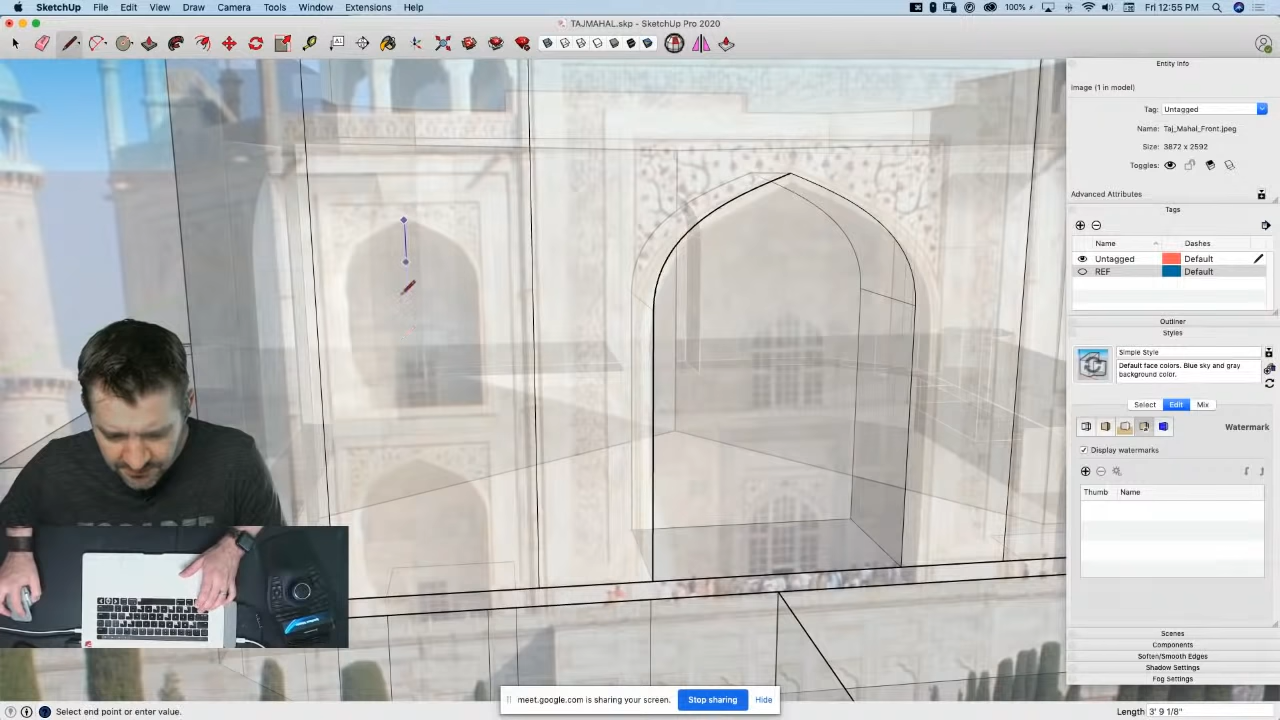 SketchUp File Edit View Draw Camera Tools Window Extensions Help
100% Fri 12:55 PM
TAJMAHAL.skp - SketchUp Pro 2020
Entity Info
Image (1 in model)
Tag: Untagged
Name: Taj_Mahal_Front.jpeg
Size: 3872 x 2592
Toggles:
Advanced Attributes
Tags
Name Dashes
Untagged Default
REF Default
Outliner
Styles
Simple Style
Default face colors. Blue sky and gray
background color.
Select Edit Mix
Watermark
Display watermarks
Thumb Name
Scenes
Components
Soften/Smooth Edges
Shadow Settings
Fog Settings
meet.google.com is sharing your screen. Stop sharing Hide
Select end point or enter value.
Length 3' 9 1/8"